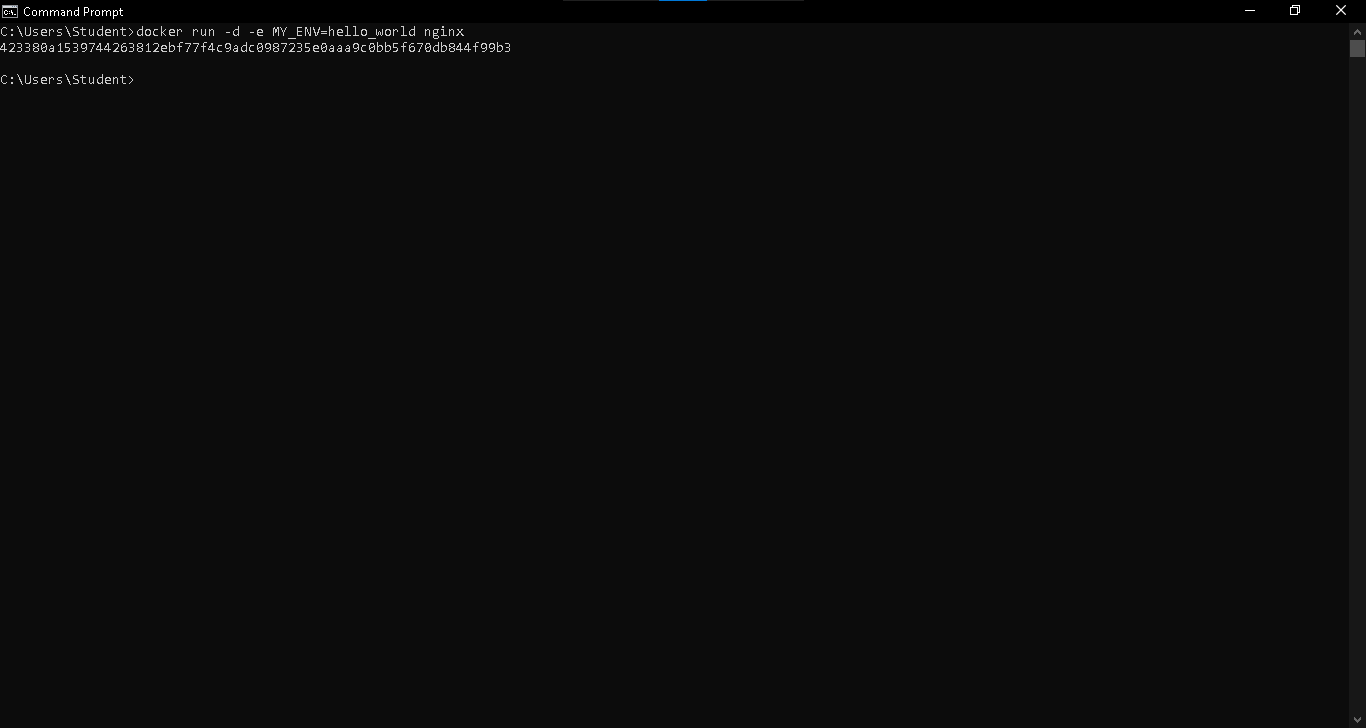 Command Prompt
C:\Users\Student>docker run -d -e MY_ENV=hello_world nginx
423380a1539744263812ebf77f4c9adc0987235e0aaa9c0bb5f670db844f99b3
C:\Users\Student>